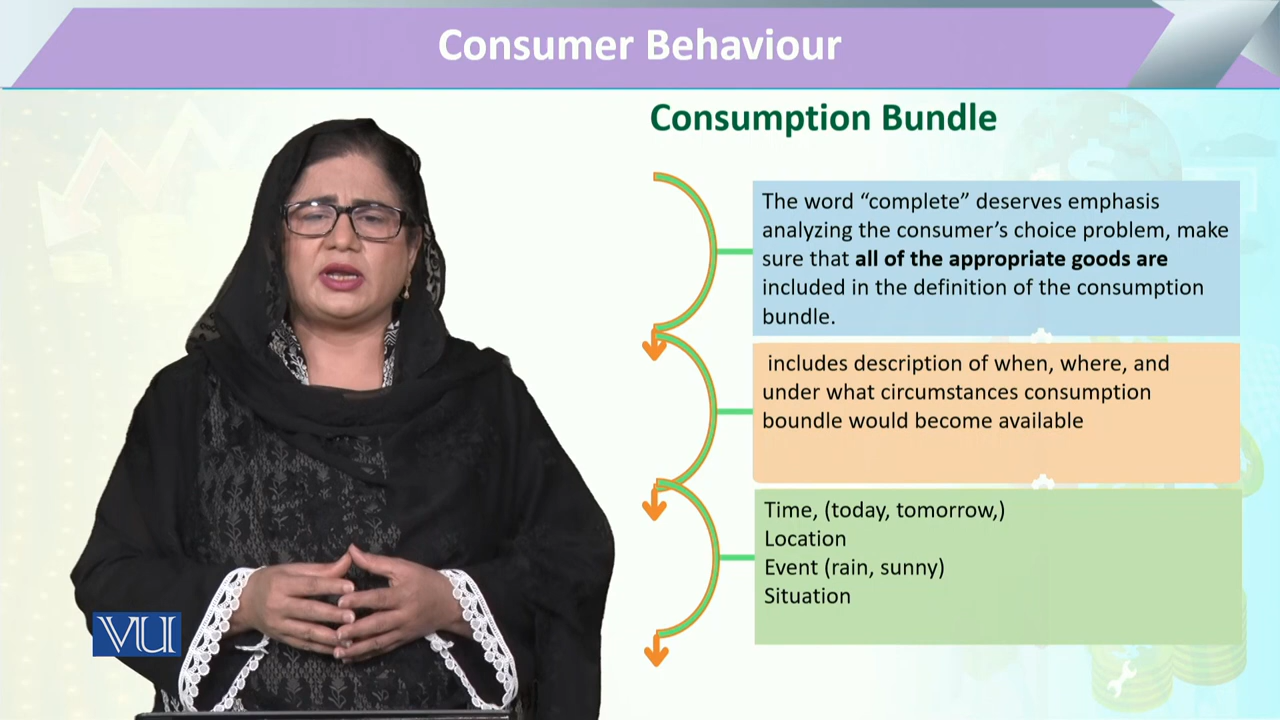 Consumer Behaviour
Consumption Bundle
The word “complete” deserves emphasis
analyzing the consumer’s choice problem, make
sure that all of the appropriate goods are
included in the definition of the consumption
bundle.
includes description of when, where, and
under what circumstances consumption
boundle would become available
Time, (today, tomorrow,)
Location
Event (rain, sunny)
Situation
VU